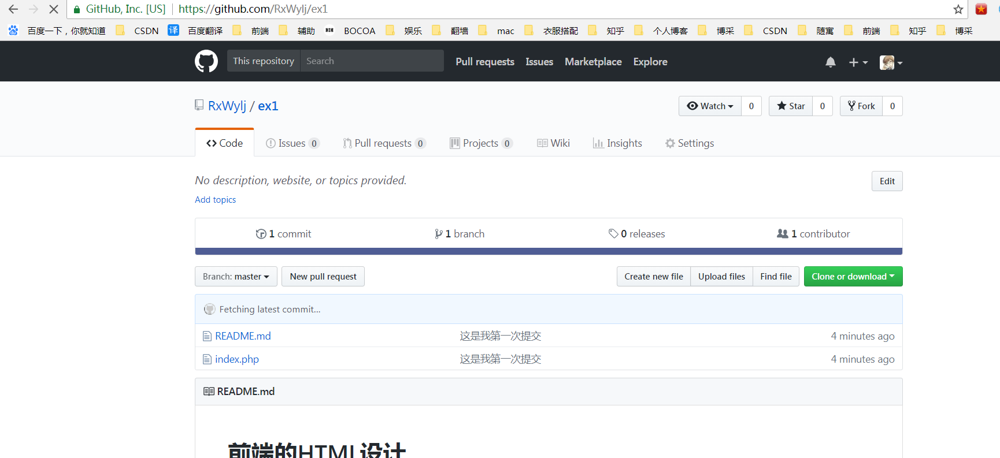 GitHub, Inc. [US] https://github.com/RxWylj/ex1
百度一下，你就知道 CSDN 译 百度翻译 前端 辅助 BOCOA 娱乐 翻墙 mac 衣服搭配 知乎 个人博客 博采 CSDN 随寓 前端 知乎 博采
This repository Search Pull requests Issues Marketplace Explore
RxWylj / ex1 Watch 0 Star 0 Fork 0
Code Issues 0 Pull requests 0 Projects 0 Wiki Insights Settings
No description, website, or topics provided. Edit
Add topics
1 commit 1 branch 0 releases 1 contributor
Branch: master New pull request Create new file Upload files Find file Clone or download
Fetching latest commit...
README.md 这是我第一次提交 4 minutes ago
index.php 这是我第一次提交 4 minutes ago
README.md
前端的HTML设计